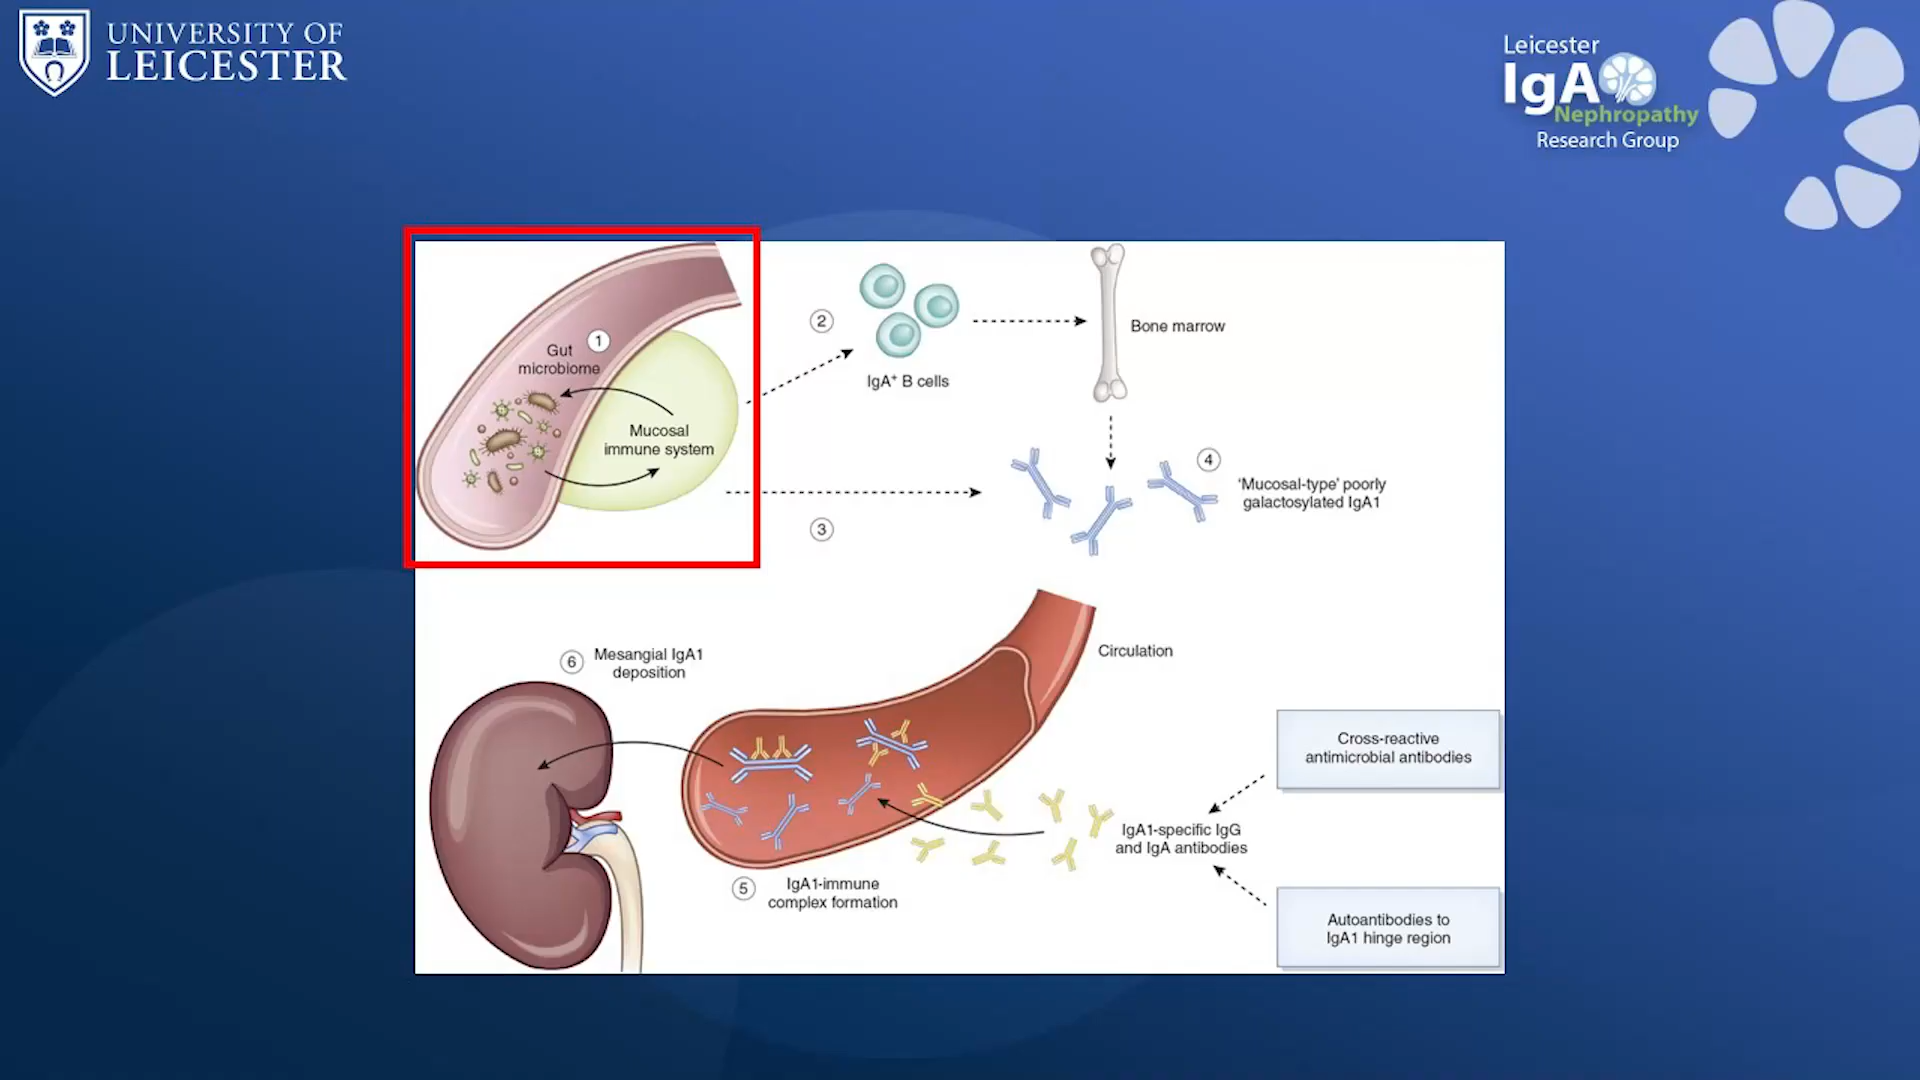 UNIVERSITY OF
LEICESTER
Leicester
IgA
Nephropathy
Research Group
1
Gut
microbiome
Mucosal
immune system
2
IgA⁺ B cells
Bone marrow
3
4
‘Mucosal-type’ poorly
galactosylated IgA1
6
Mesangial IgA1
deposition
Circulation
Cross-reactive
antimicrobial antibodies
IgA1-specific IgG
and IgA antibodies
5
IgA1-immune
complex formation
Autoantibodies to
IgA1 hinge region